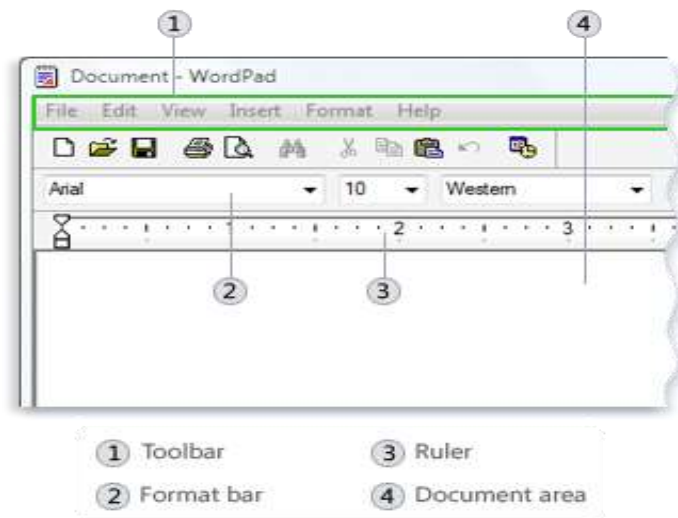 1 4
Document - WordPad
File Edit View Insert Format Help
Arial 10 Western
1 2 3
2 3
1 Toolbar 3 Ruler
2 Format bar 4 Document area